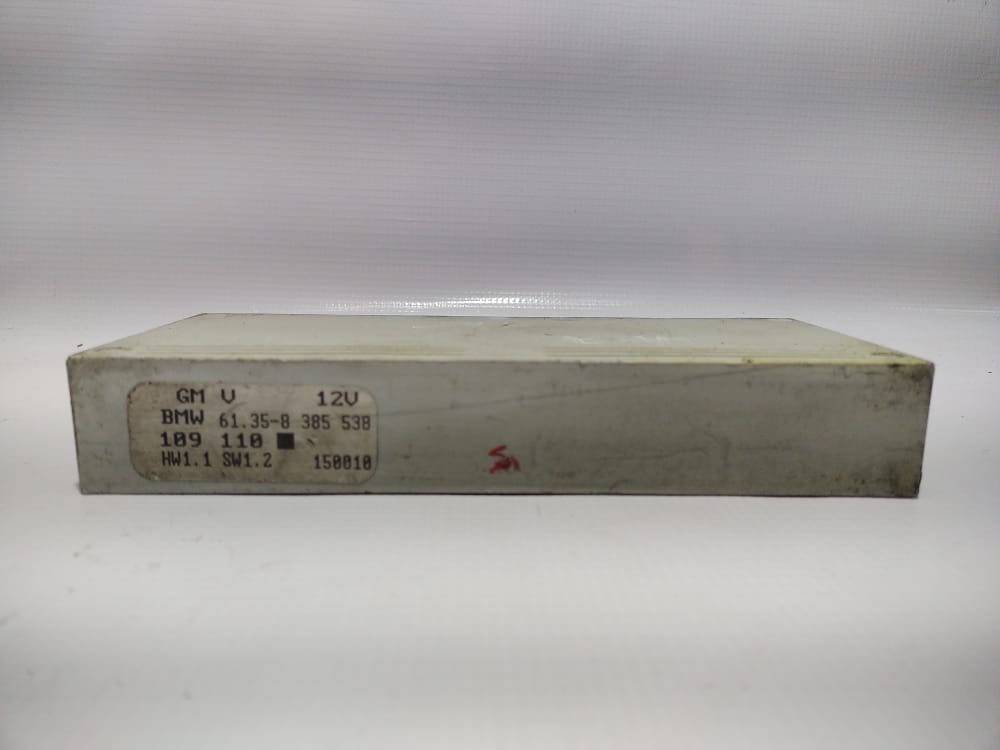 GM V 12V
BMW 61.35-8 385 538
109 110 ■
HW1.1 SW1.2 150010